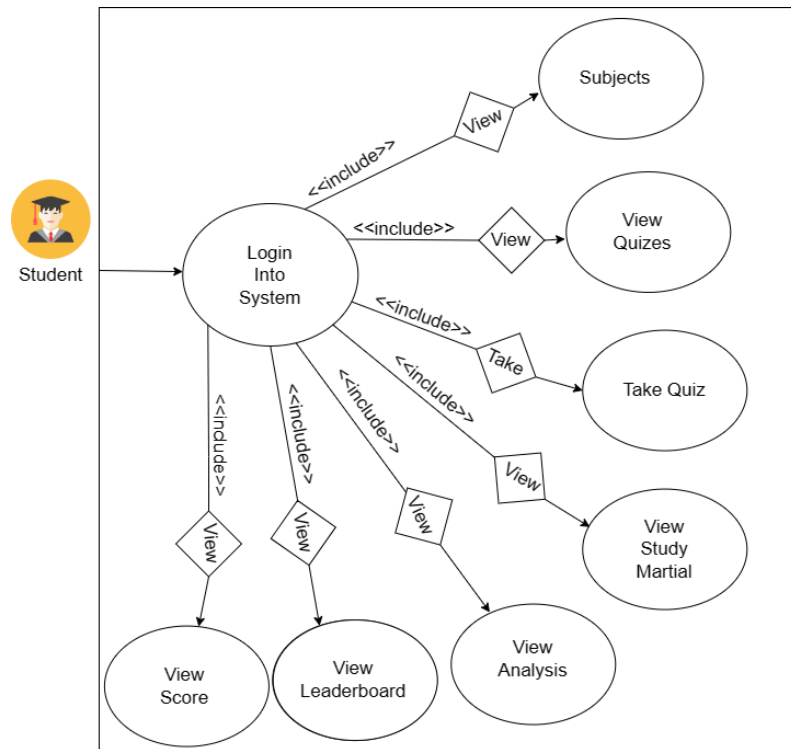 Subjects
View
<<include>>
View
Quizes
View
<<include>>
Student
Login
Into
System
<<include>>
Take
Take Quiz
<<include>>
View
View
Study
Martial
<<include>>
View
View
Analysis
<<include>>
View
View
Leaderboard
<<include>>
View
View
Score